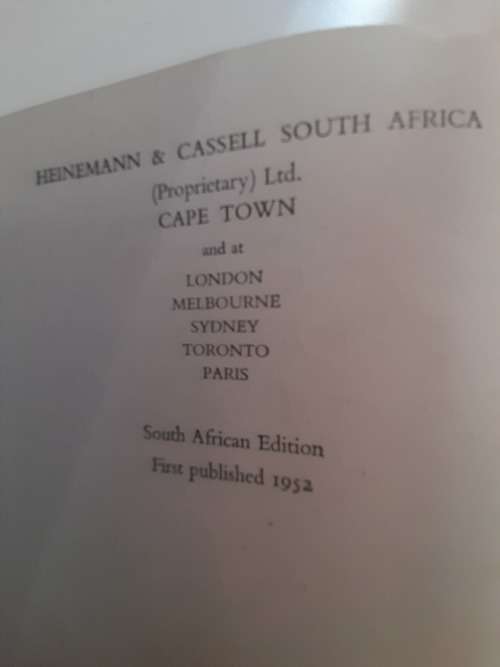 HEINEMANN & CASSELL SOUTH AFRICA
(Proprietary) Ltd.
CAPE TOWN
and at
LONDON
MELBOURNE
SYDNEY
TORONTO
PARIS
South African Edition
First published 1952